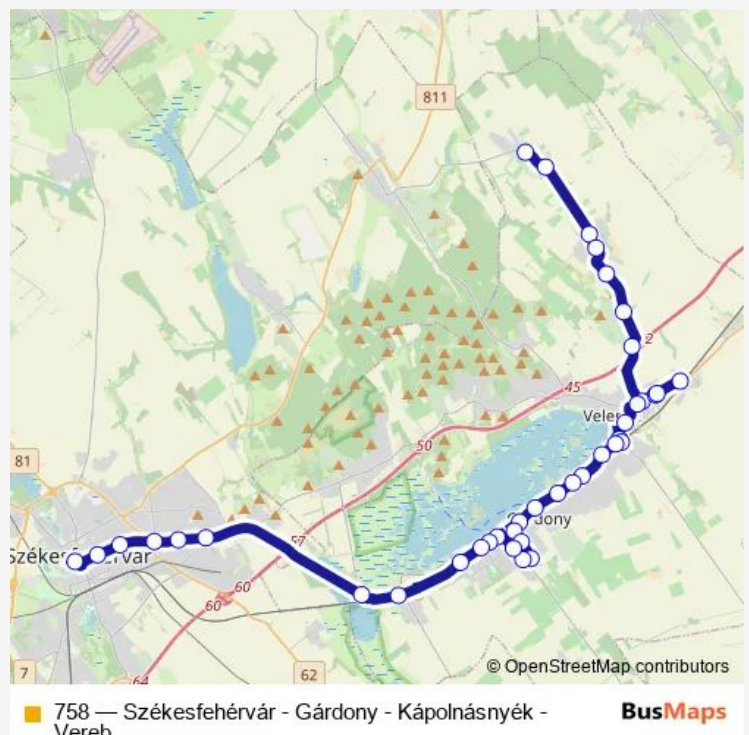 811
2
45
Vele
50
81
Gárdony
57
Székesfehérvár
60
60
7
62
64
© OpenStreetMap contributors
758 — Székesfehérvár - Gárdony - Kápolnásnyék -
Vereb
BusMaps